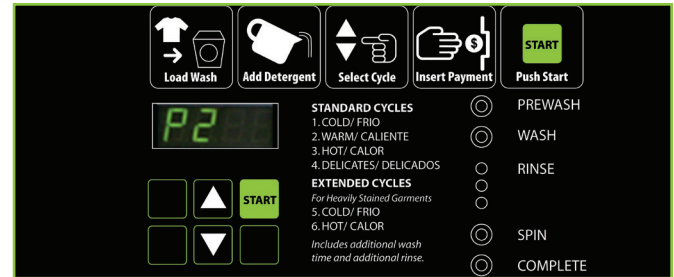 START
Load Wash
Add Detergent
Select Cycle
Insert Payment
Push Start
P2
STANDARD CYCLES
1.COLD/ FRIO
2.WARM/ CALIENTE
3.HOT/ CALOR
4.DELICATES/ DELICADOS
EXTENDED CYCLES
For Heavily Stained Garments
5.COLD/ FRIO
6.HOT/ CALOR
Includes additional wash
time and additional rinse.
START
PREWASH
WASH
RINSE
SPIN
COMPLETE